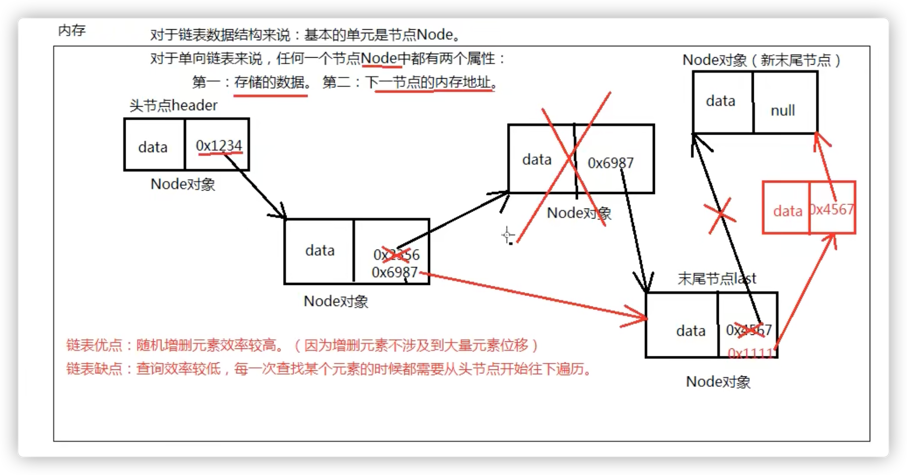 内存
对于链表数据结构来说：基本的单元是节点Node。
对于单向链表来说，任何一个节点Node中都有两个属性：
第一：存储的数据。 第二：下一节点的内存地址。
头节点header
data 0x1234
Node对象
data 0x6987
Node对象
Node对象（新末尾节点）
data null
data 0x4567
data 0x2356
0x6987
Node对象
末尾节点last
data 0x4567
0x1111
Node对象
链表优点：随机增删元素效率较高。（因为增删元素不涉及到大量元素位移）
链表缺点：查询效率较低，每一次查找某个元素的时候都需要从头节点开始往下遍历。